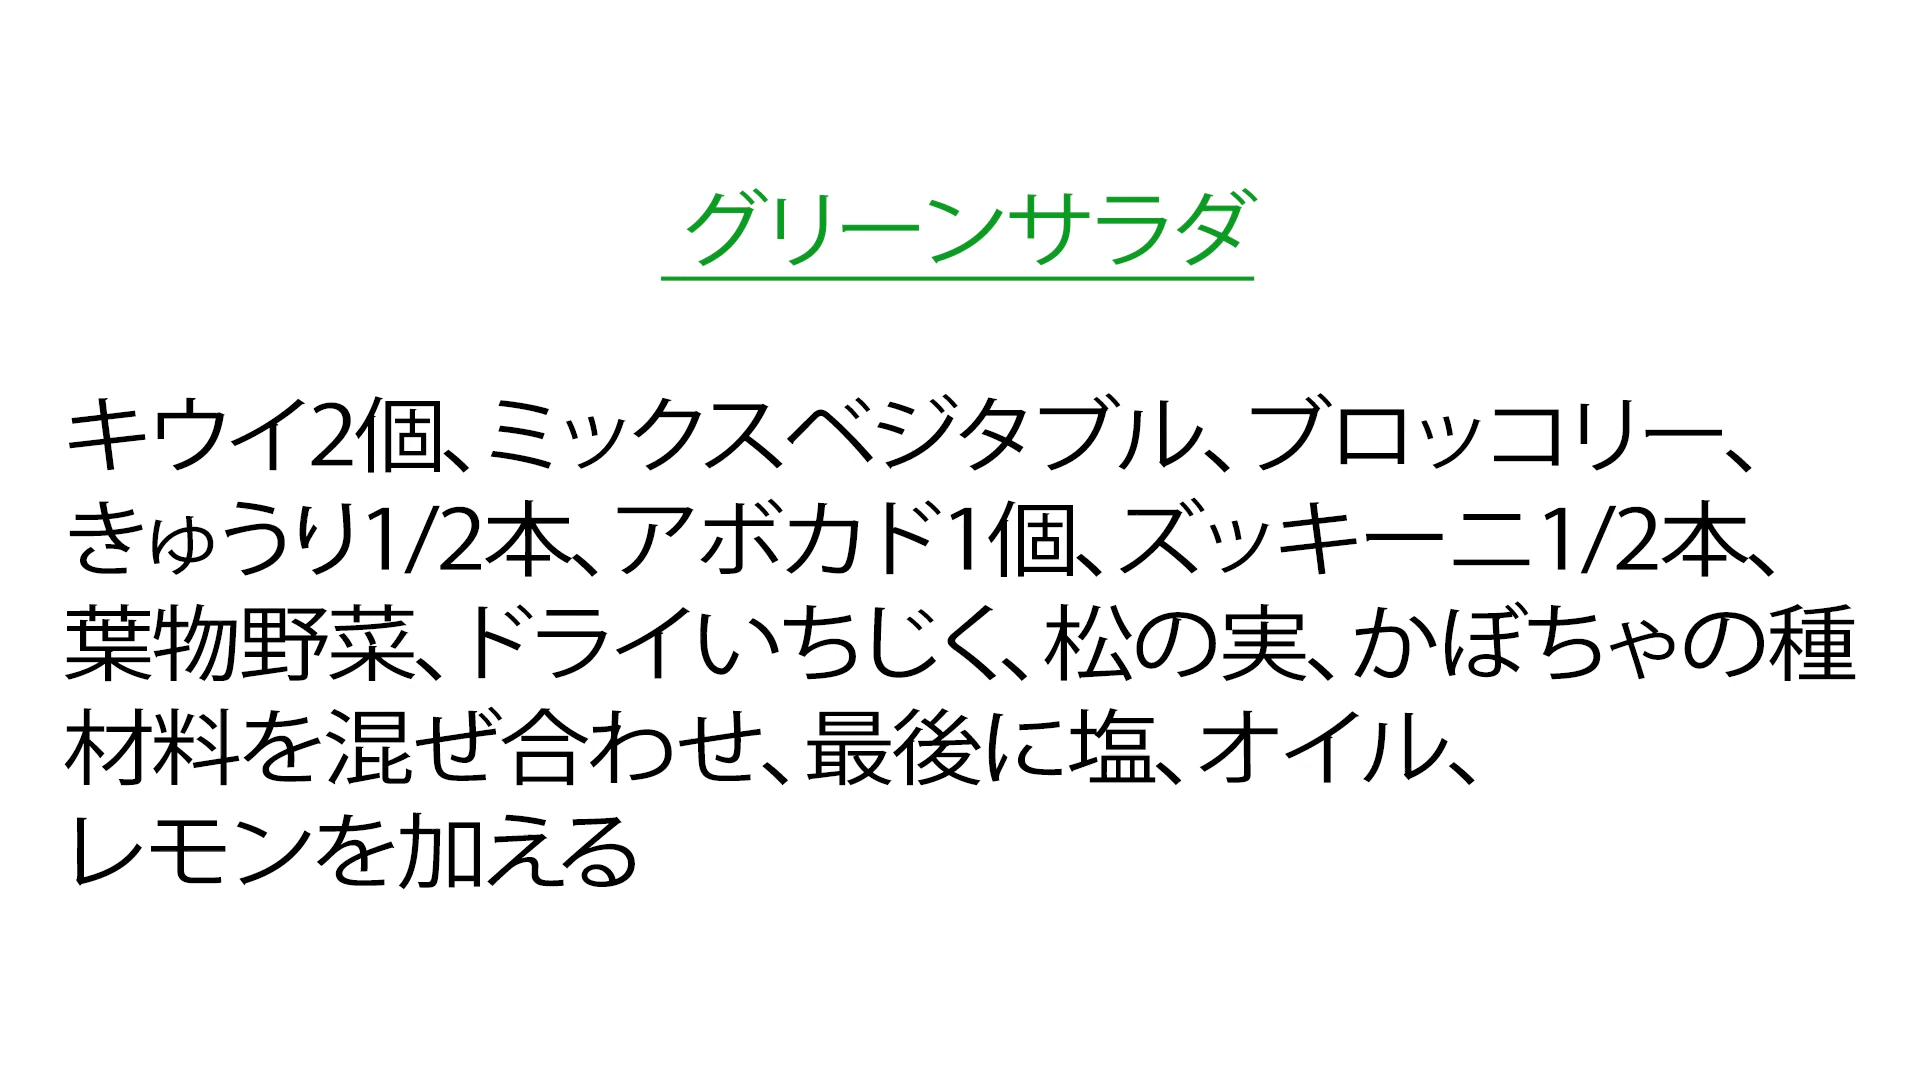 グリーンサラダ
キウイ2個、ミックスベジタブル、ブロッコリー、
きゅうり1/2本、アボカド1個、ズッキーニ1/2本、
葉物野菜、ドライいちじく、松の実、かぼちゃの種
材料を混ぜ合わせ、最後に塩、オイル、
レモンを加える